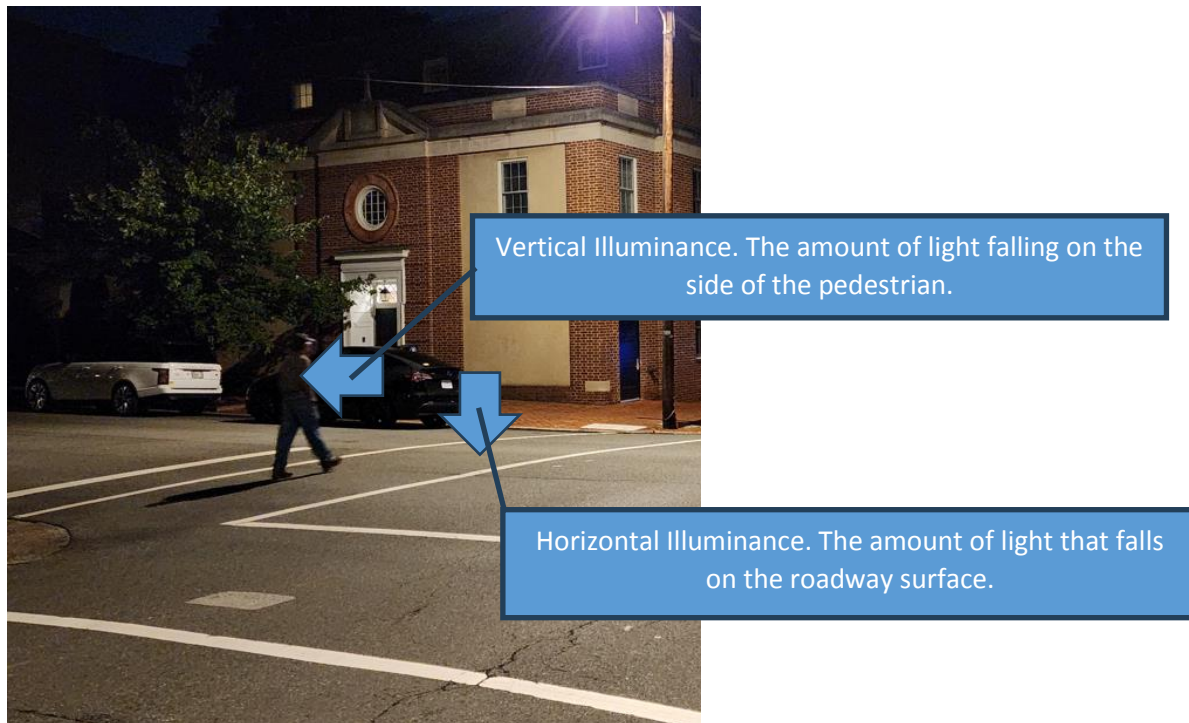 Vertical Illuminance. The amount of light falling on the
side of the pedestrian.
Horizontal Illuminance. The amount of light that falls
on the roadway surface.